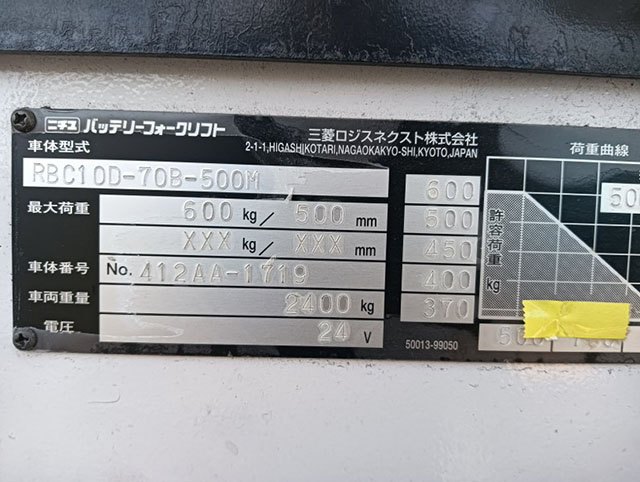 ニチユ バッテリーフォークリフト
三菱ロジスネクスト株式会社
2-1-1,HIGASHIKOTARI,NAGAOKAKYO-SHI,KYOTO,JAPAN
車体型式
RBC10D-70B-500M
最大荷重
600 kg / 500 mm
XXX kg / XXX mm
車体番号 No. 412AA-1719
車両重量 2400 kg
電圧 24 V
荷重曲線
許容荷重
kg
600
500
450
400
370
50013-99050